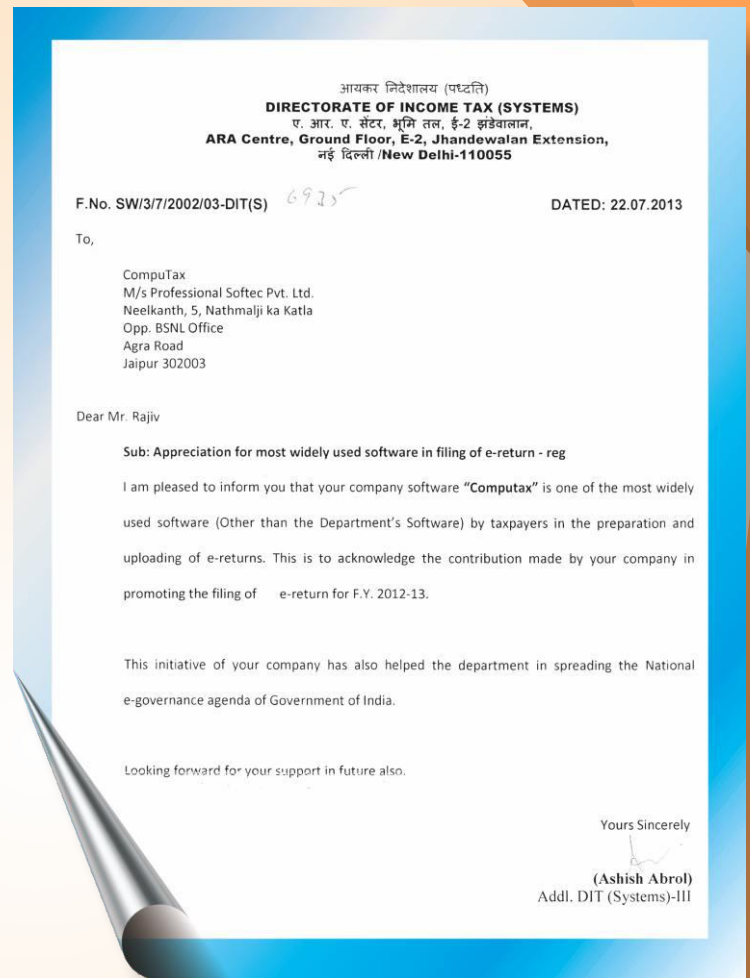 आयकर निदेशालय (पध्दति)
DIRECTORATE OF INCOME TAX (SYSTEMS)
ए. आर. ए. सेंटर, भूमि तल, ई-2 झंडेवालान,
ARA Centre, Ground Floor, E-2, Jhandewalan Extension,
नई दिल्ली /New Delhi-110055
F.No. SW/3/7/2002/03-DIT(S) 6925 DATED: 22.07.2013
To,
CompuTax
M/s Professional Softec Pvt. Ltd.
Neelkanth, 5, Nathmalji ka Katla
Opp. BSNL Office
Agra Road
Jaipur 302003
Dear Mr. Rajiv
Sub: Appreciation for most widely used software in filing of e-return - reg
I am pleased to inform you that your company software “Computax” is one of the most widely
used software (Other than the Department’s Software) by taxpayers in the preparation and
uploading of e-returns. This is to acknowledge the contribution made by your company in
promoting the filing of e-return for F.Y. 2012-13.
This initiative of your company has also helped the department in spreading the National
e-governance agenda of Government of India.
Looking forward for your support in future also.
Yours Sincerely
(Ashish Abrol)
Addl. DIT (Systems)-III